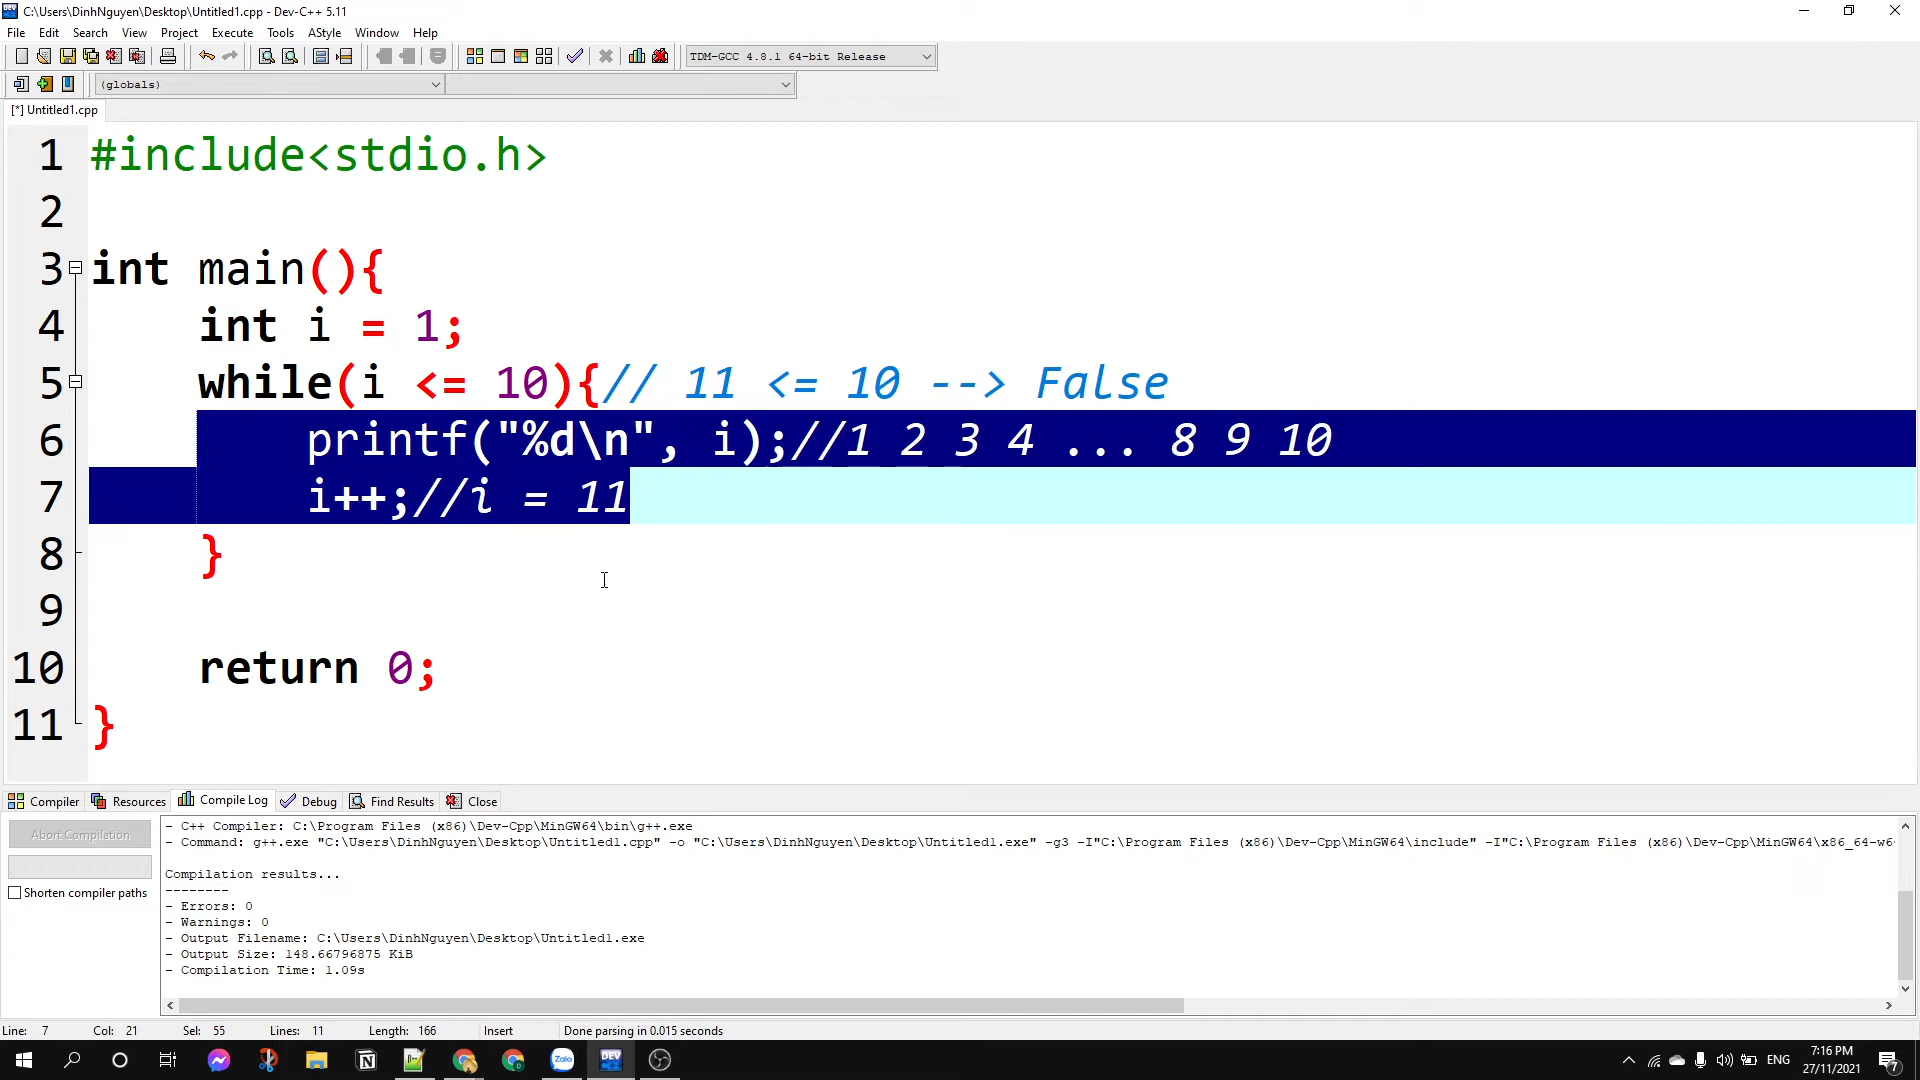 C:\Users\DinhNguyen\Desktop\Untitled1.cpp - Dev-C++ 5.11
File Edit Search View Project Execute Tools AStyle Window Help
TDM-GCC 4.8.1 64-bit Release
(globals)
[*] Untitled1.cpp
1 #include<stdio.h>
2
3 int main(){
4 int i = 1;
5 while(i <= 10){// 11 <= 10 --> False
6 printf("%d\n", i);//1 2 3 4 ... 8 9 10
7 i++;//i = 11
8 }
9
10 return 0;
11 }
Compiler Resources Compile Log Debug Find Results Close
Abort Compilation
Shorten compiler paths
- C++ Compiler: C:\Program Files (x86)\Dev-Cpp\MinGW64\bin\g++.exe
- Command: g++.exe "C:\Users\DinhNguyen\Desktop\Untitled1.cpp" -o "C:\Users\DinhNguyen\Desktop\Untitled1.exe" -g3 -I"C:\Program Files (x86)\Dev-Cpp\MinGW64\include" -I"C:\Program Files (x86)\Dev-Cpp\MinGW64\x86_64-w6
Compilation results...
--------
- Errors: 0
- Warnings: 0
- Output Filename: C:\Users\DinhNguyen\Desktop\Untitled1.exe
- Output Size: 148.66796875 KiB
- Compilation Time: 1.09s
Line: 7 Col: 21 Sel: 55 Lines: 11 Length: 166 Insert Done parsing in 0.015 seconds
Zalo
DEV
ENG
7:16 PM
27/11/2021
7